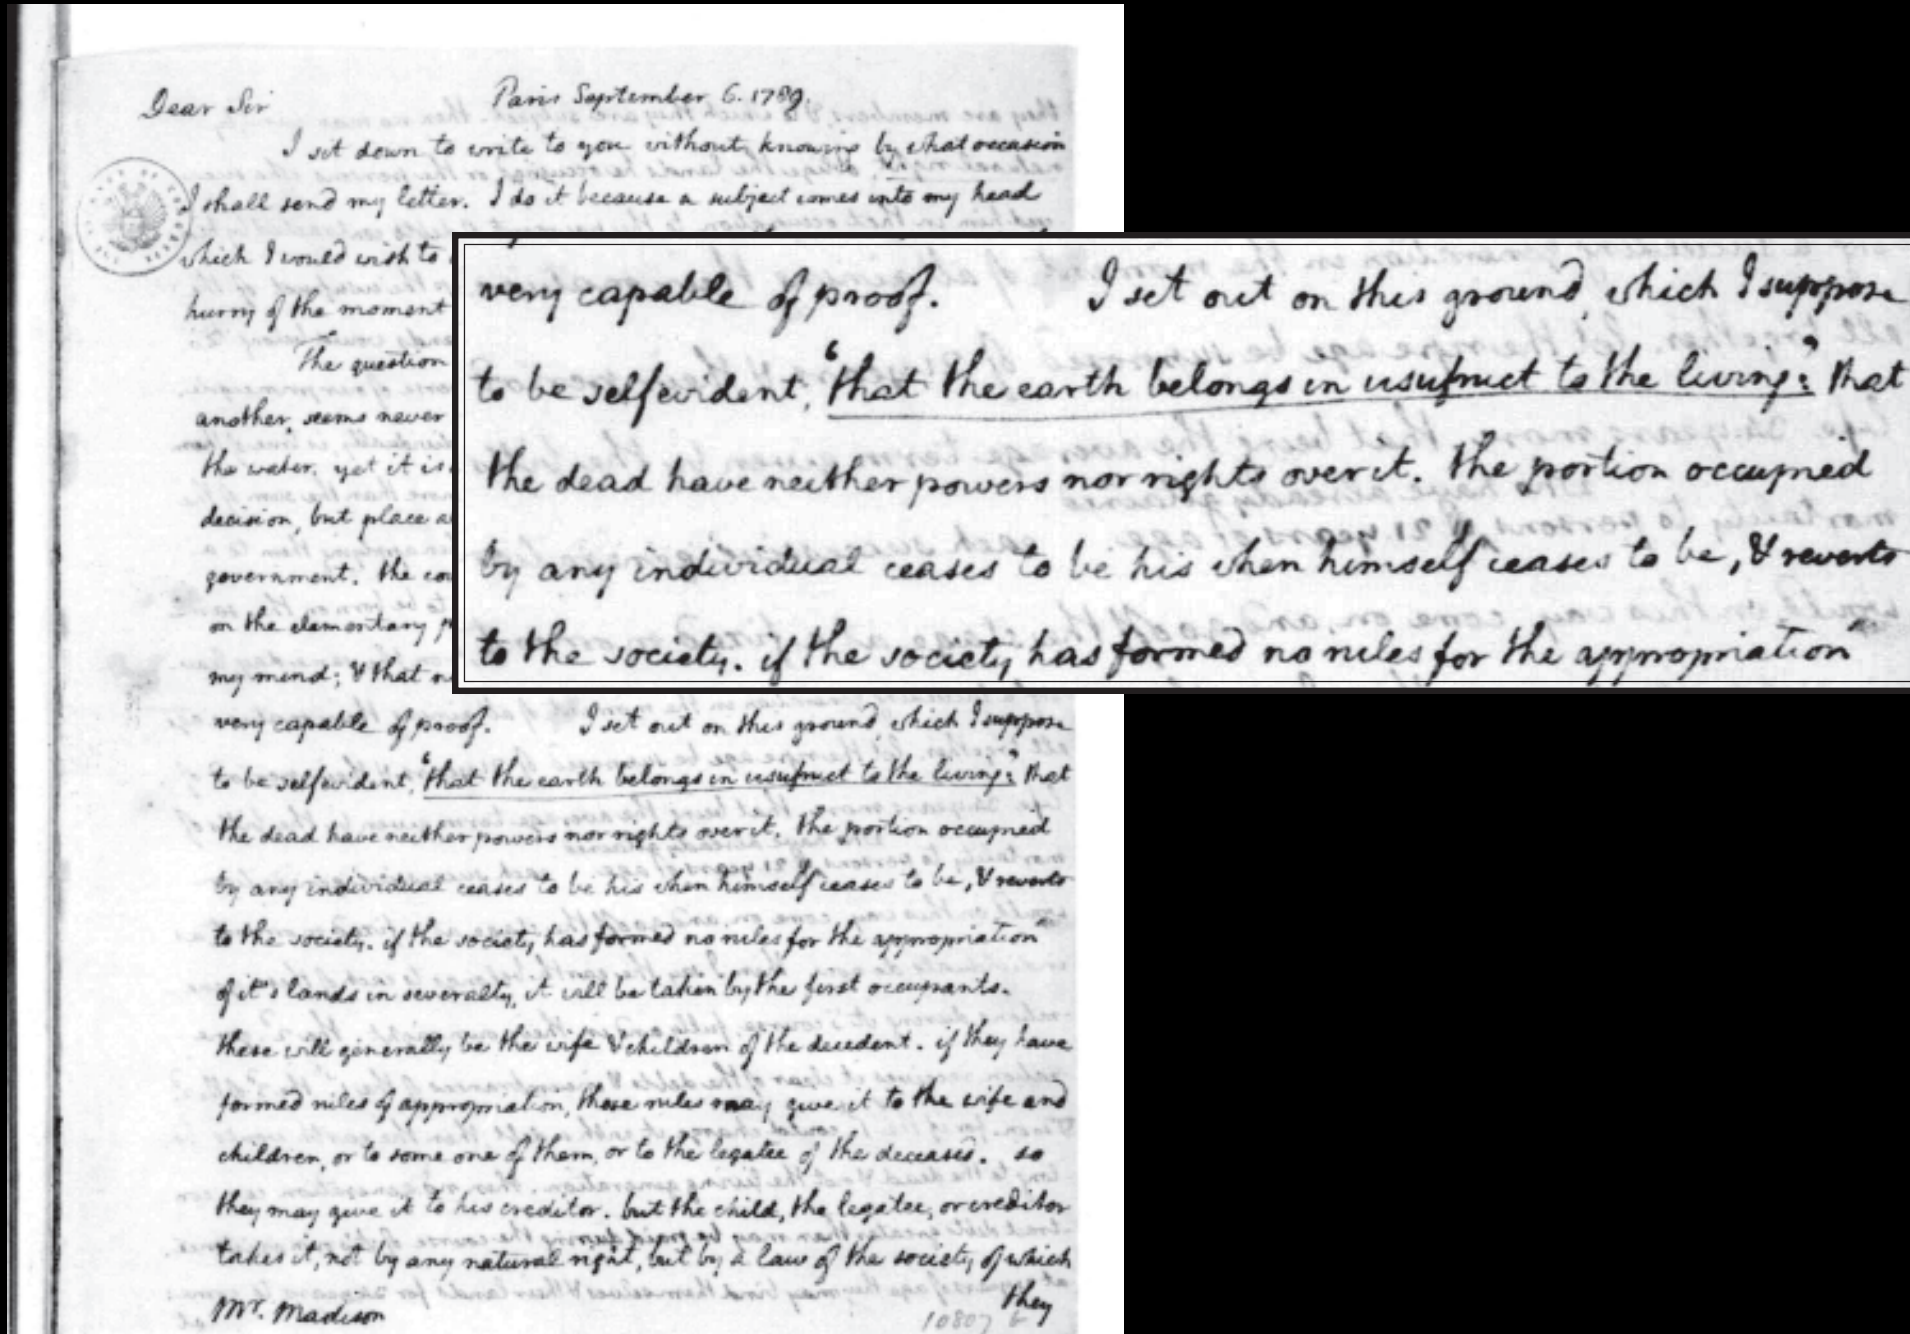 Dear Sir
Paris September 6. 1789.
I set down to write to you without knowing by what occasion
I shall send my letter. I do it because a subject comes into my head
which I would wish to
hurry of the moment
The question
another, seems never
the water. yet it is
decision, but place a
government. the co
on the elementary p
my mind; & that n
very capable of proof. I set out on this ground, which I suppose
to be selfevident, 'that the earth belongs in usufruct to the living:' that
the dead have neither powers nor rights over it. the portion occupied
by any individual ceases to be his when himself ceases to be, & reverts
to the society. if the society has formed no rules for the appropriation
very capable of proof. I set out on this ground, which I suppose
to be selfevident, 'that the earth belongs in usufruct to the living:' that
the dead have neither powers nor rights over it. the portion occupied
by any individual ceases to be his when himself ceases to be, & reverts
to the society. if the society has formed no rules for the appropriation
of it's lands in severalty, it will be taken by the first occupants.
these will generally be the wife & children of the decedent. if they have
formed rules of appropriation, these rules may give it to the wife and
children, or to some one of them, or to the legatee of the deceased. so
they may give it to his creditor. but the child, the legatee, or creditor
takes it, not by any natural right, but by a law of the society of which
they
Mr. Madison
10807